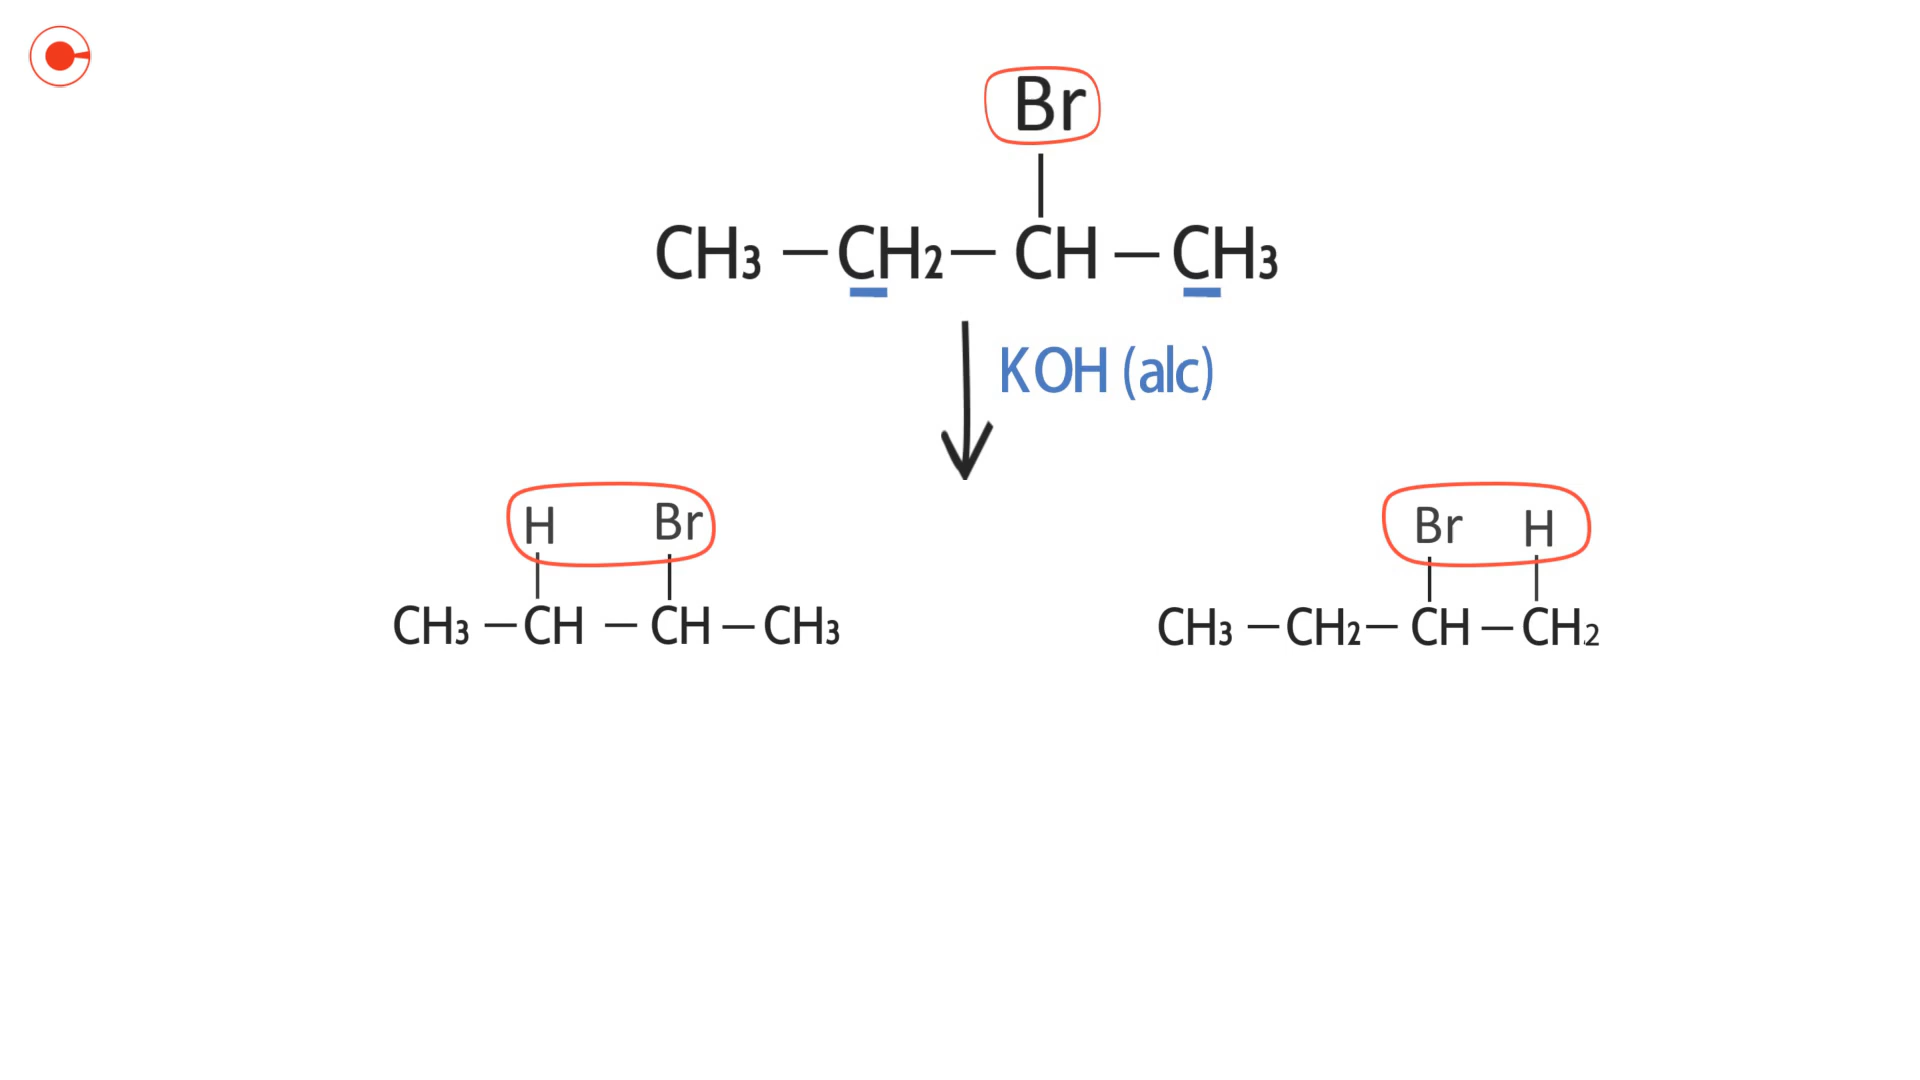 Br
CH3 – CH2 – CH – CH3
KOH (alc)
H Br
CH3 – CH – CH – CH3
Br H
CH3 – CH2 – CH – CH2